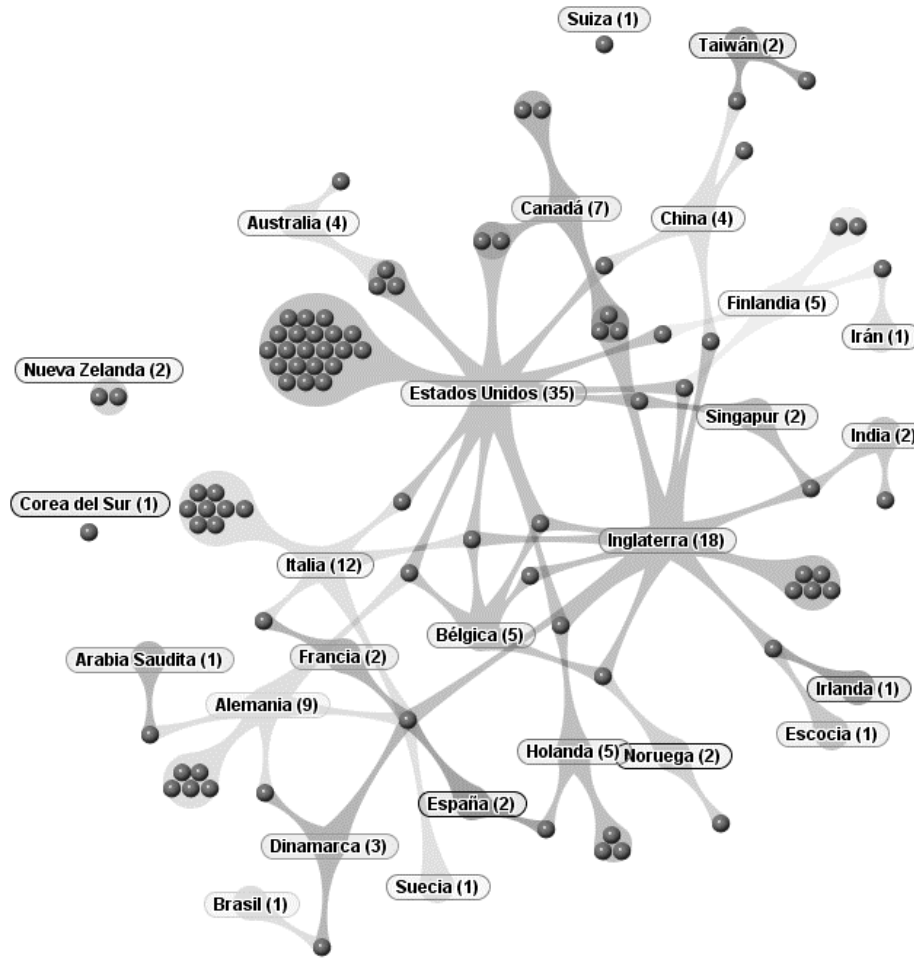 Suiza (1)
Taiwán (2)
Canadá (7)
Australia (4)
China (4)
Finlandia (5)
Irán (1)
Nueva Zelanda (2)
Estados Unidos (35)
Singapur (2)
India (2)
Corea del Sur (1)
Italia (12)
Inglaterra (18)
Bélgica (5)
Arabia Saudita (1)
Francia (2)
Irlanda (1)
Alemania (9)
Escocia (1)
Holanda (5)
Noruega (2)
España (2)
Dinamarca (3)
Suecia (1)
Brasil (1)